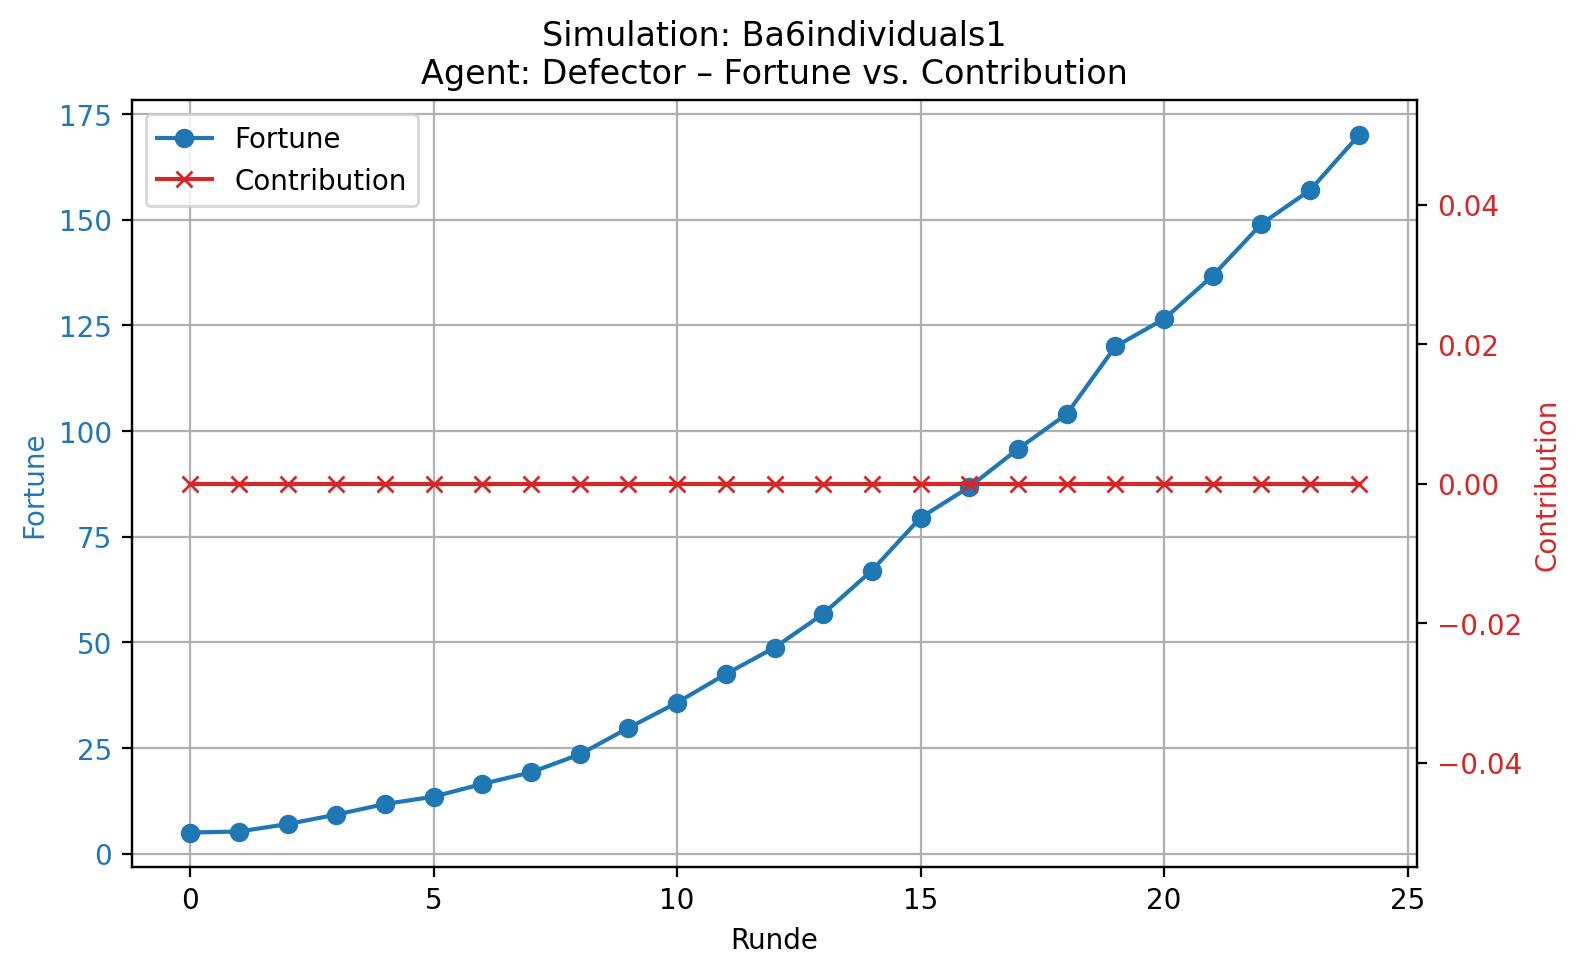 Simulation: Ba6individuals1
Agent: Defector – Fortune vs. Contribution
Fortune
Contribution
175
150
125
100
75
50
25
0
Fortune
0.04
0.02
0.00
−0.02
−0.04
Contribution
0 5 10 15 20 25
Runde